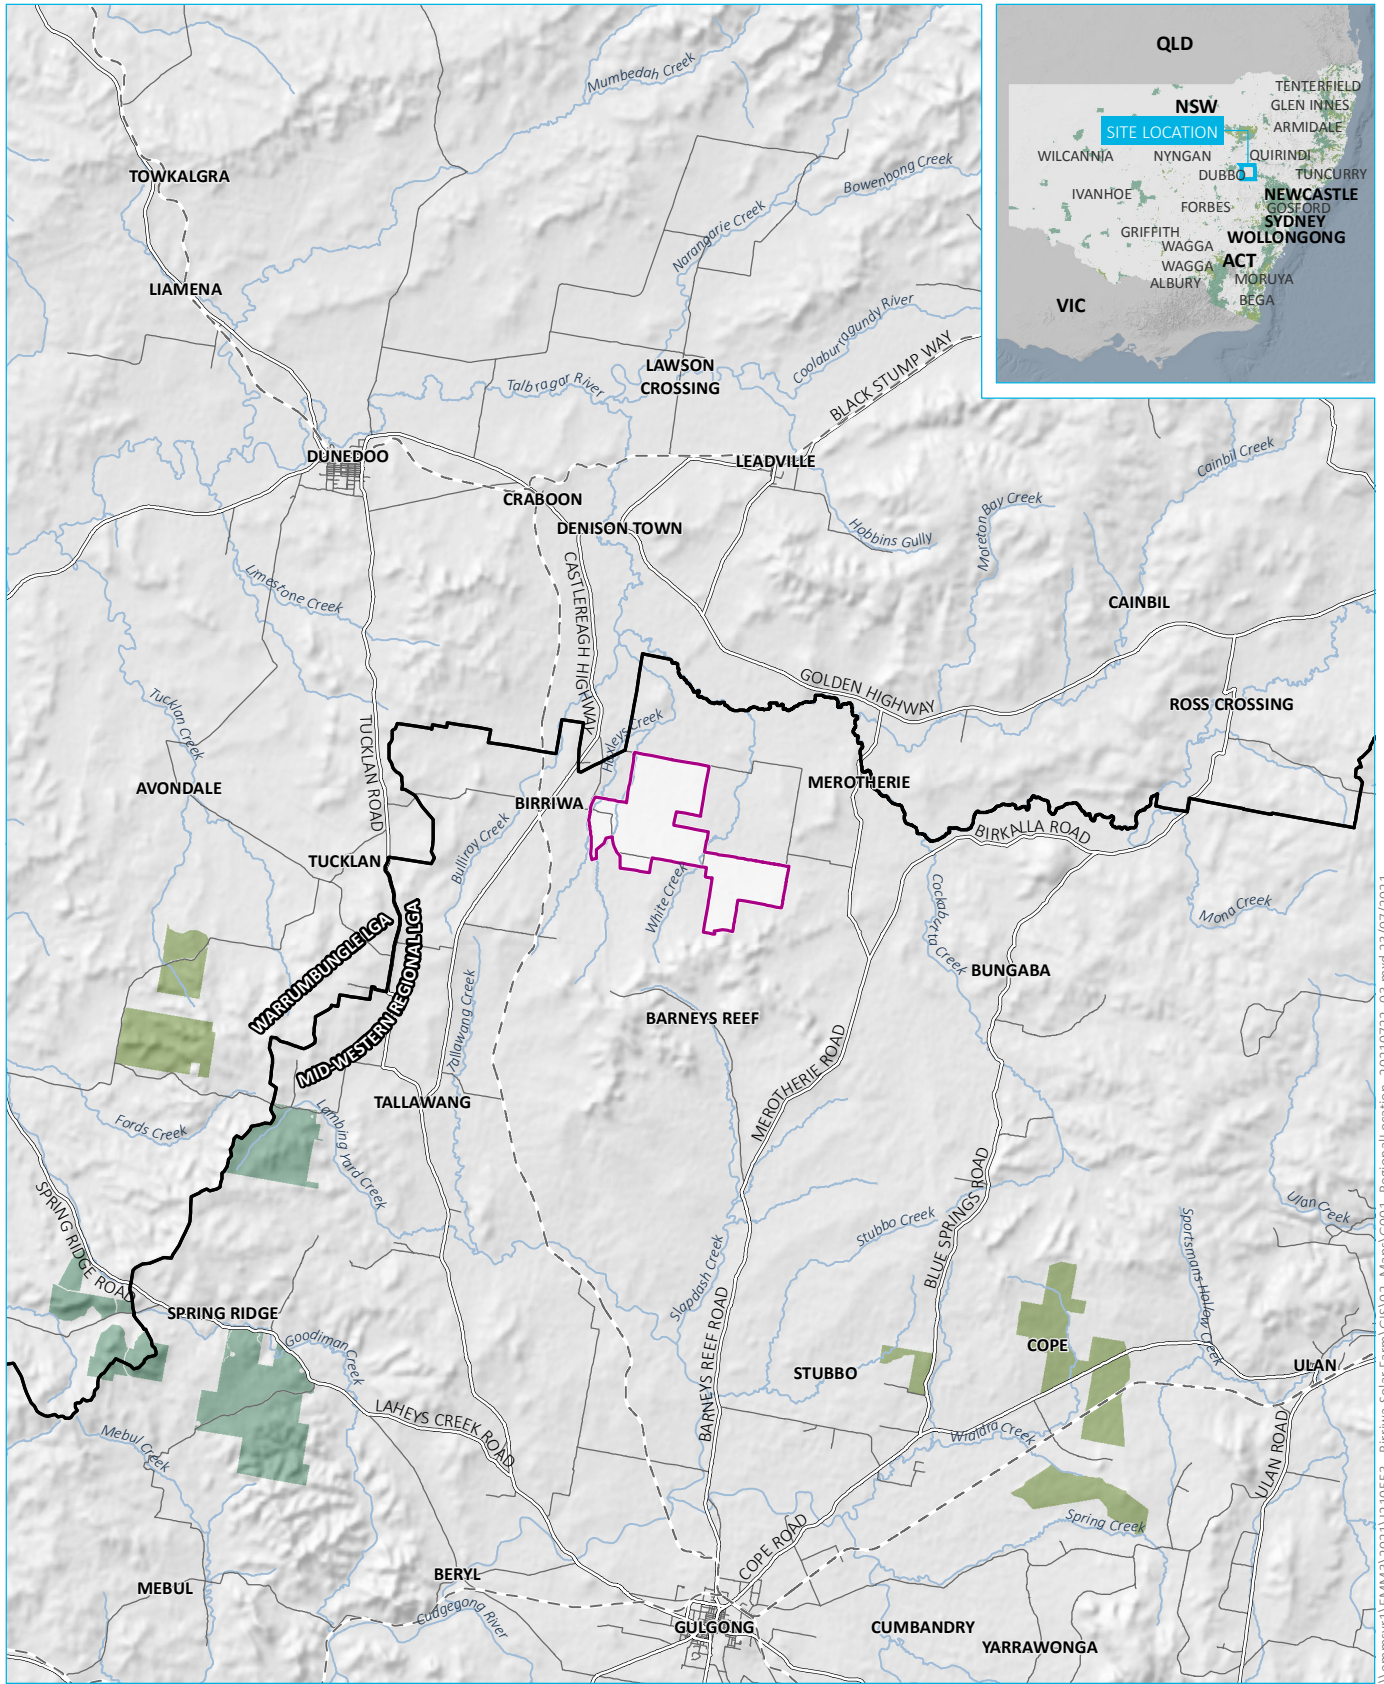 Mumbedah Creek
TOWKALGRA
Bowenbong Creek
Narangarie Creek
LIAMENA
Coolaburragundy River
BLACK STUMP WAY
LAWSON
CROSSING
Talbragar River
DUNEDOO
LEADVILLE
CRABOON
DENISON TOWN
Cainbil Creek
Moreton Bay Creek
Hobbins Gully
Limestone Creek
CASTLEREAGH HIGHWAY
CAINBIL
GOLDEN HIGHWAY
ROSS CROSSING
Tucklan Creek
TUCKLAN ROAD
Huxleys Creek
AVONDALE
MEROTHERIE
BIRRIWA
BIRKALLA ROAD
Bulliroy Creek
TUCKLAN
White Creek
Cockabutta Creek
Mona Creek
WARRUMBUNGLE LGA
MID-WESTERN REGIONAL LGA
BUNGABA
Tallawang Creek
BARNEYS REEF
MEROTHERIE ROAD
TALLAWANG
Fords Creek
Lambing Yard Creek
SPRING RIDGE ROAD
BLUE SPRINGS ROAD
Stubbo Creek
Ulan Creek
Sportsmans Hollow Creek
Slapdash Creek
SPRING RIDGE
Goodiman Creek
BARNEYS REEF ROAD
COPE
STUBBO
ULAN
LAHEYS CREEK ROAD
Mebul Creek
Wialdra Creek
ULAN ROAD
Spring Creek
COPE ROAD
MEBUL
BERYL
Cudgegong River
GULGONG
CUMBANDRY
YARRAWONGA
QLD
TENTERFIELD
NSW
GLEN INNES
SITE LOCATION
ARMIDALE
WILCANNIA
NYNGAN
QUIRINDI
DUBBO
TUNCURRY
IVANHOE
NEWCASTLE
FORBES
GOSFORD
SYDNEY
GRIFFITH
WOLLONGONG
WAGGA
WAGGA
ACT
ALBURY
MORUYA
BEGA
VIC